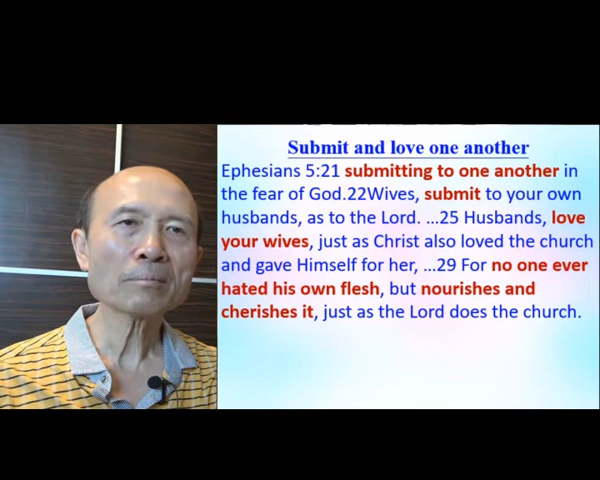 Submit and love one another
Ephesians 5:21 submitting to one another in
the fear of God.22Wives, submit to your own
husbands, as to the Lord. …25 Husbands, love
your wives, just as Christ also loved the church
and gave Himself for her, …29 For no one ever
hated his own flesh, but nourishes and
cherishes it, just as the Lord does the church.